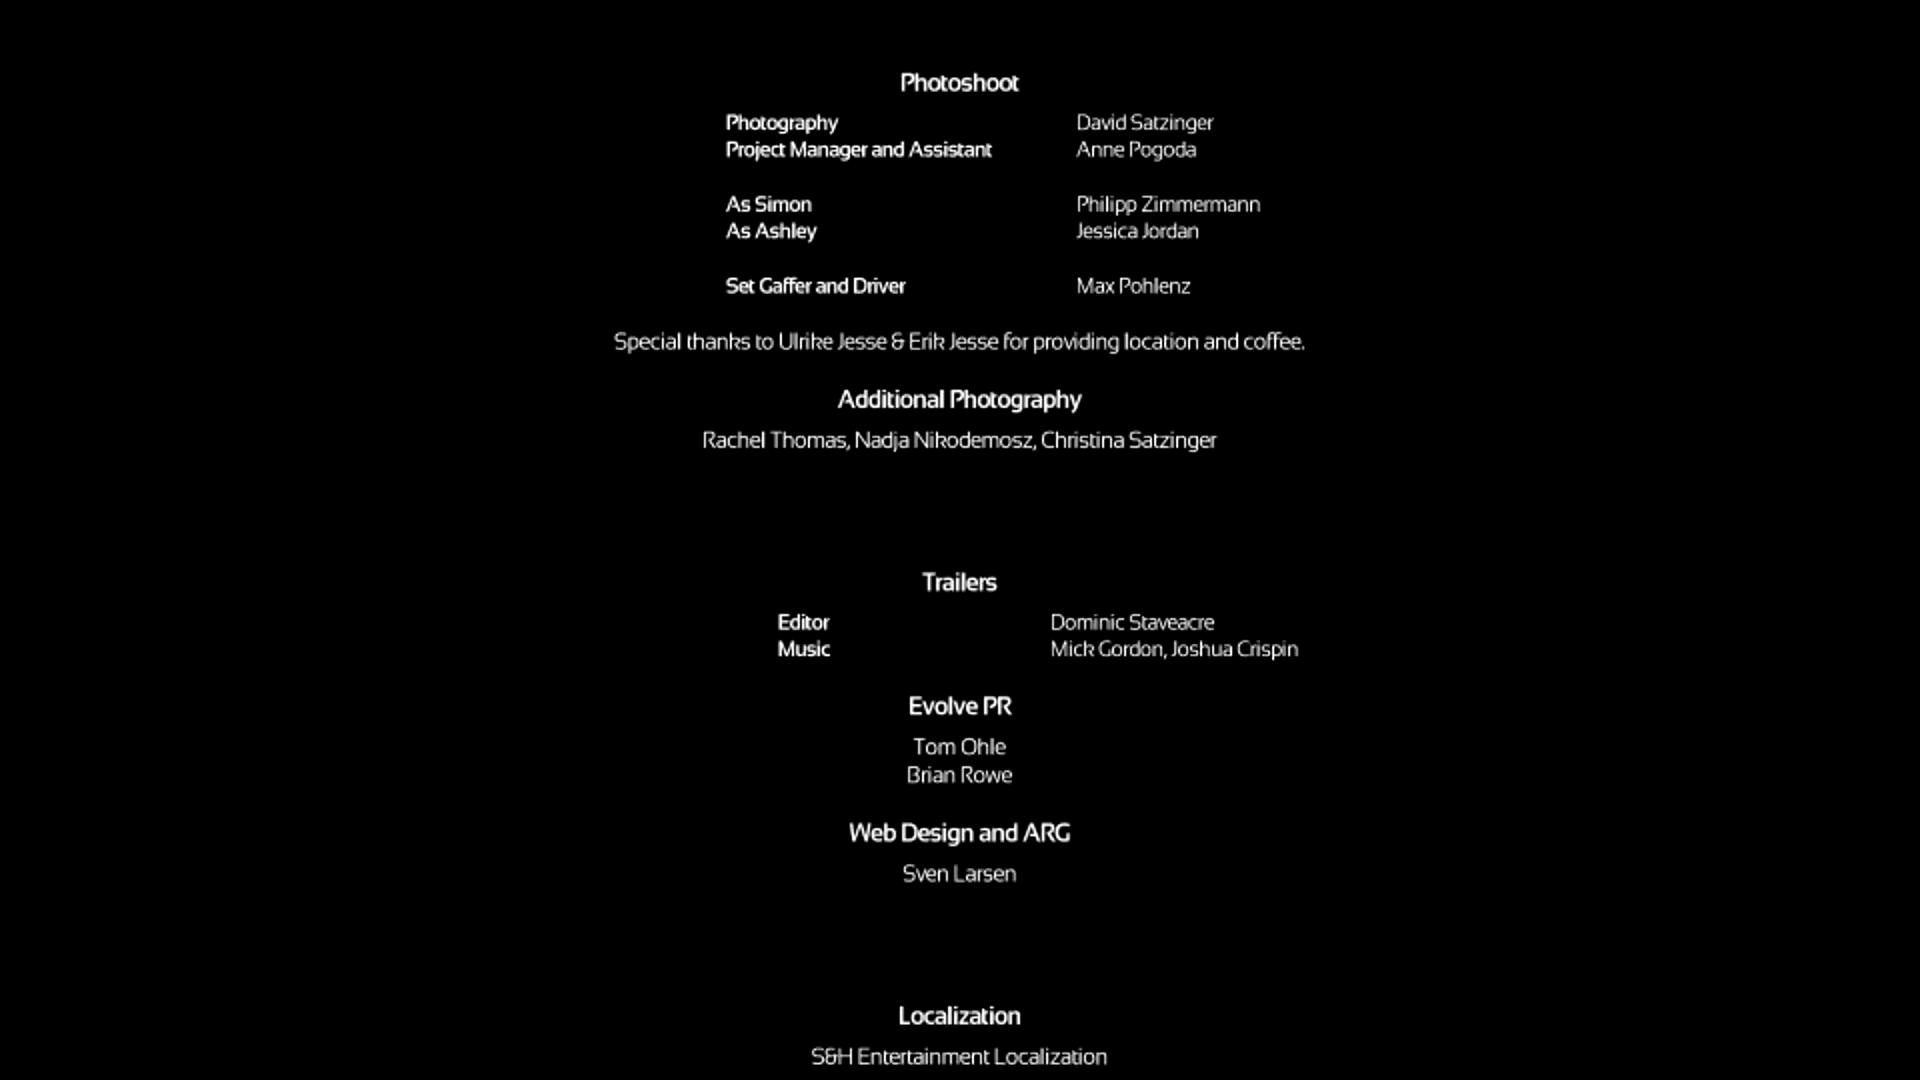 Photoshoot
Photography David Satzinger
Project Manager and Assistant Anne Pogoda
As Simon Philipp Zimmermann
As Ashley Jessica Jordan
Set Gaffer and Driver Max Pohlenz
Special thanks to Ulrike Jesse & Erik Jesse for providing location and coffee.
Additional Photography
Rachel Thomas, Nadja Nikodemosz, Christina Satzinger
Trailers
Editor Dominic Staveacre
Music Mick Gordon, Joshua Crispin
Evolve PR
Tom Ohle
Brian Rowe
Web Design and ARG
Sven Larsen
Localization
S&H Entertainment Localization